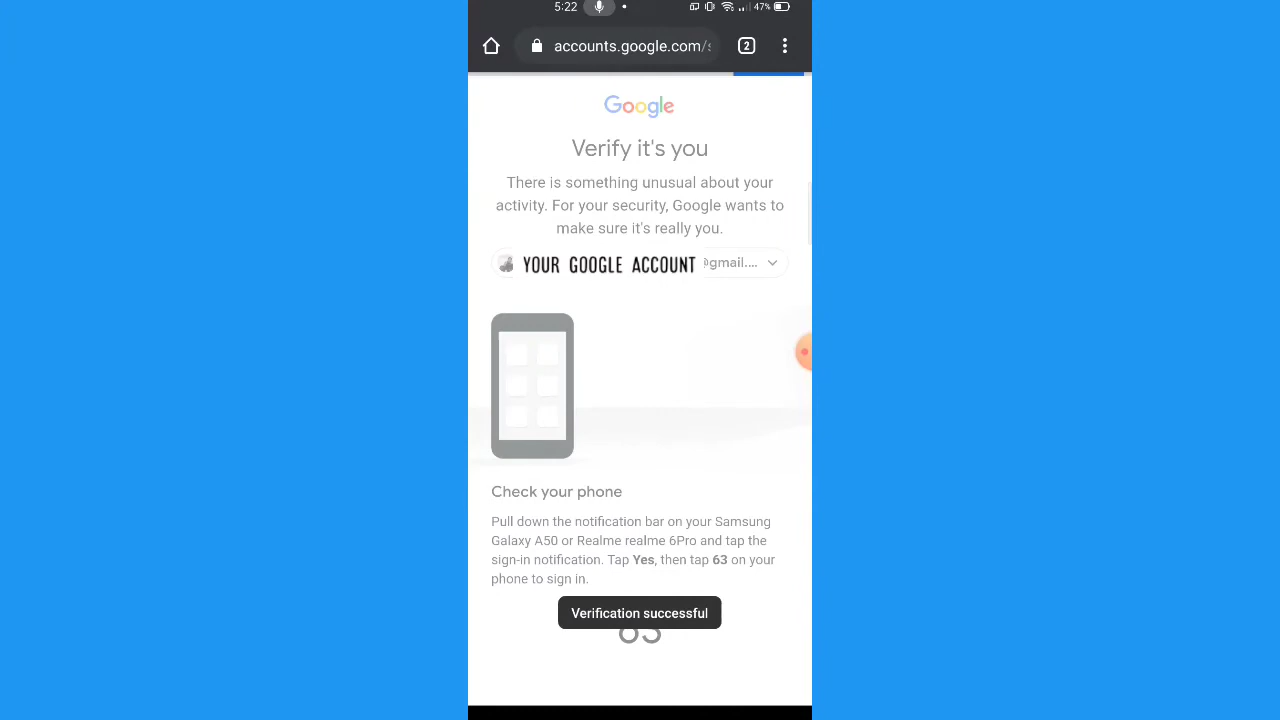 5:22
47%
accounts.google.com/s
2
Google
Verify it's you
There is something unusual about your
activity. For your security, Google wants to
make sure it's really you.
YOUR GOOGLE ACCOUNT @gmail....
Check your phone
Pull down the notification bar on your Samsung
Galaxy A50 or Realme realme 6Pro and tap the
sign-in notification. Tap Yes, then tap 63 on your
phone to sign in.
Verification successful
63